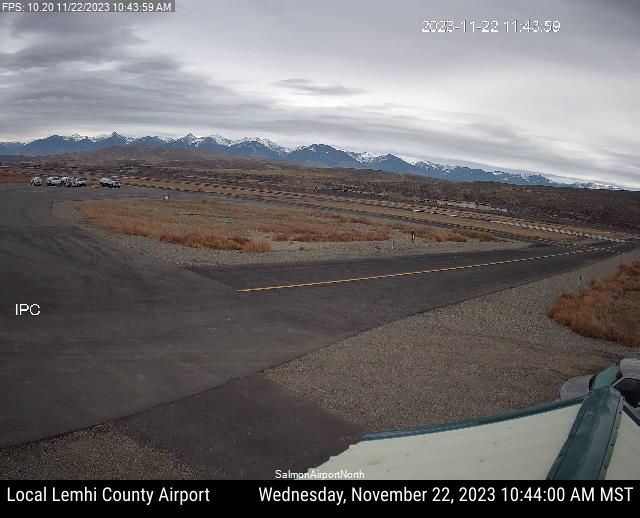 FPS: 10.20 11/22/2023 10:43:59 AM
2023-11-22 11:43:59
IPC
SalmonAirportNorth
Local Lemhi County Airport Wednesday, November 22, 2023 10:44:00 AM MST